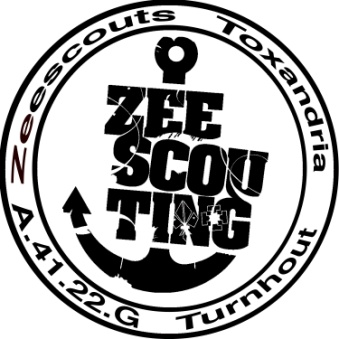 Zeescouts Toxandria
ZEE
SCOU
TING
A.41.22.G Turnhout